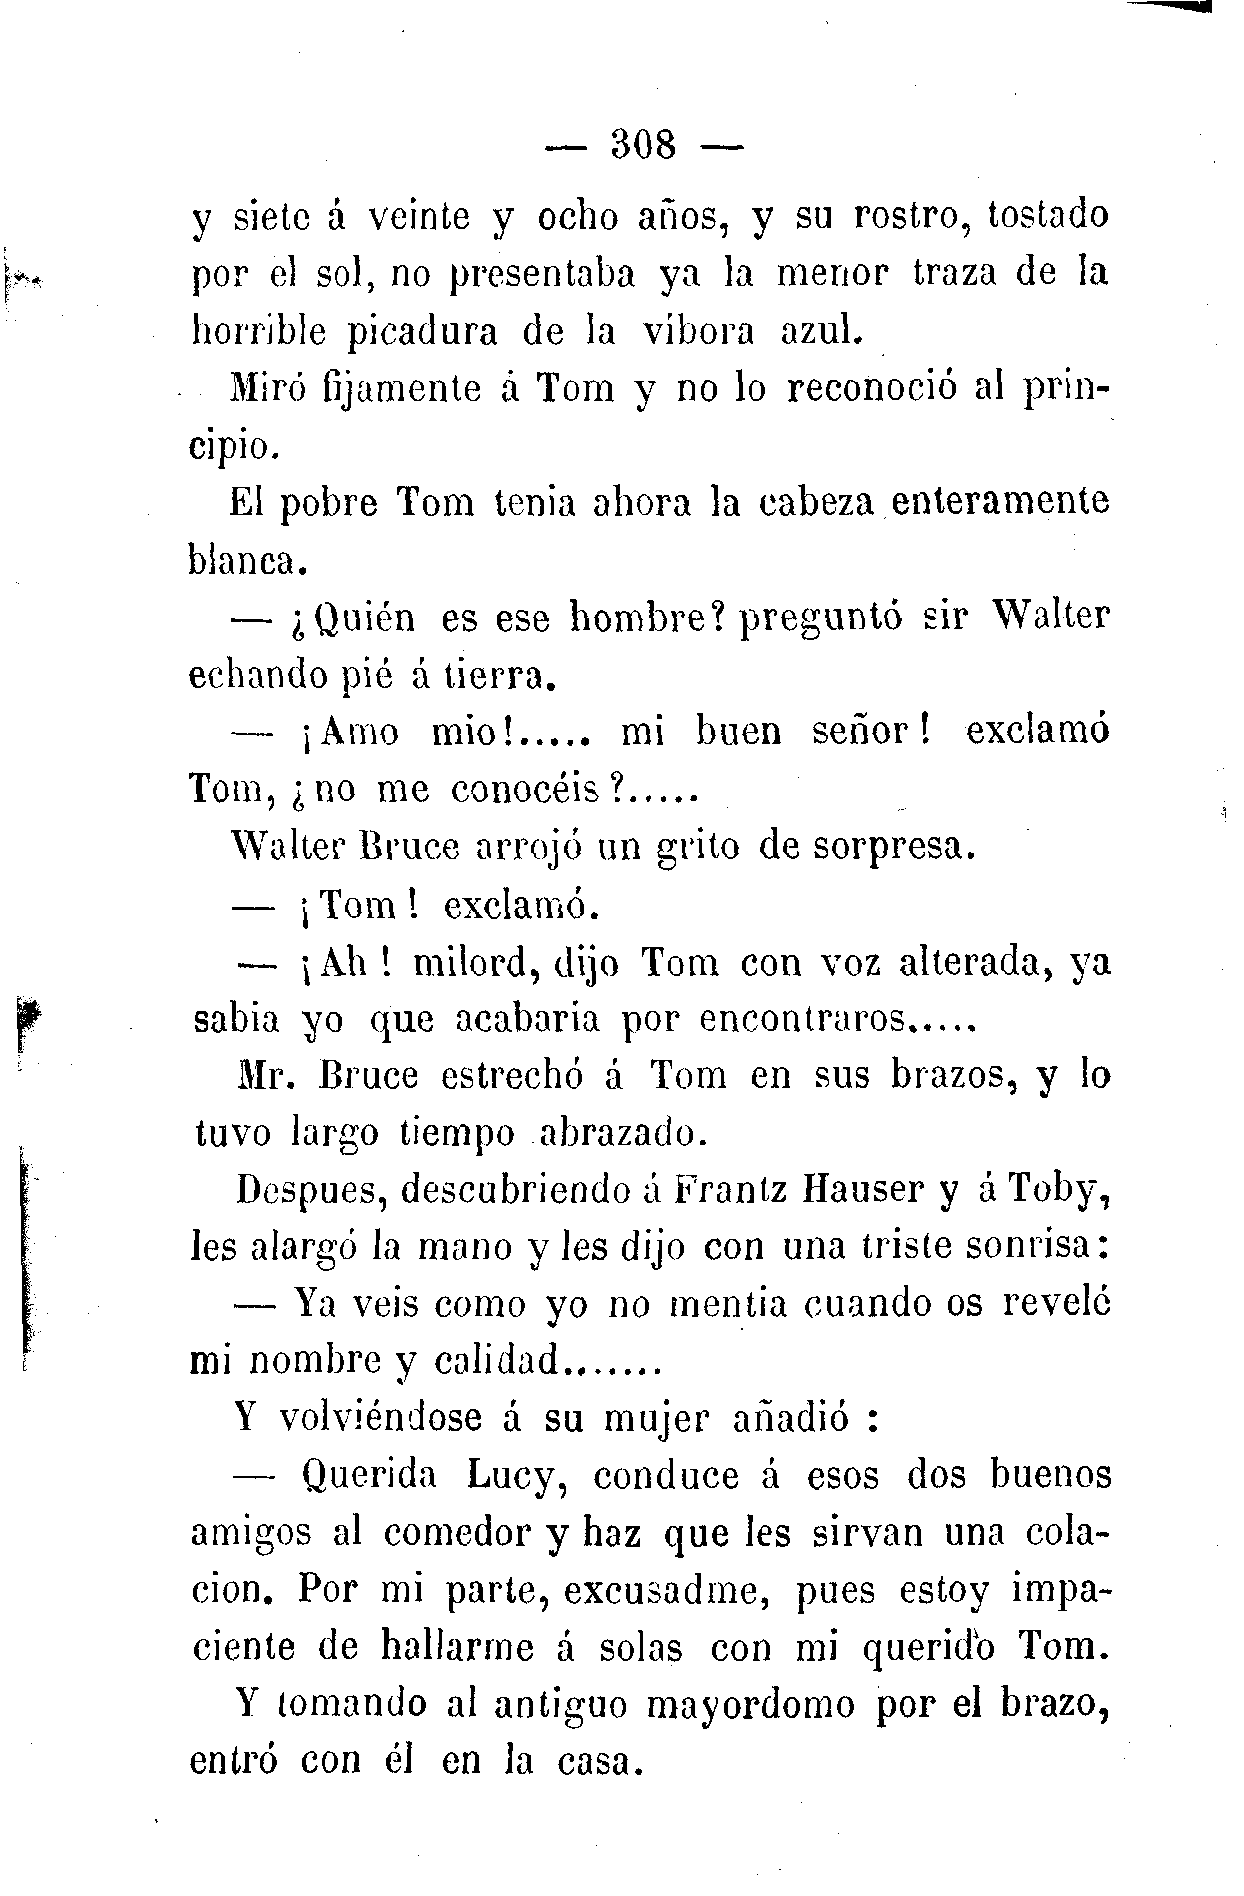 — 308 —
y siete á veinte y ocho años, y su rostro, tostado
por el sol, no presentaba ya la menor traza de la
horrible picadura de la víbora azul.
Miró fijamente á Tom y no lo reconoció al prin-
cipio.
El pobre Tom tenia ahora la cabeza enteramente
blanca.
— ¿Quién es ese hombre? preguntó sir Walter
echando pié á tierra.
— ¡Amo mio!..... mi buen señor! exclamó
Tom, ¿no me conocéis?.....
Walter Bruce arrojó un grito de sorpresa.
— ¡Tom! exclamó.
— ¡Ah! milord, dijo Tom con voz alterada, ya
sabia yo que acabaría por encontraros.....
Mr. Bruce estrechó á Tom en sus brazos, y lo
tuvo largo tiempo abrazado.
Despues, descubriendo á Frantz Hauser y á Toby,
les alargó la mano y les dijo con una triste sonrisa:
— Ya veis como yo no mentia cuando os revelé
mi nombre y calidad.......
Y volviéndose á su mujer añadió :
— Querida Lucy, conduce á esos dos buenos
amigos al comedor y haz que les sirvan una cola-
cion. Por mi parte, excusadme, pues estoy impa-
ciente de hallarme á solas con mi querido Tom.
Y tomando al antiguo mayordomo por el brazo,
entró con él en la casa.